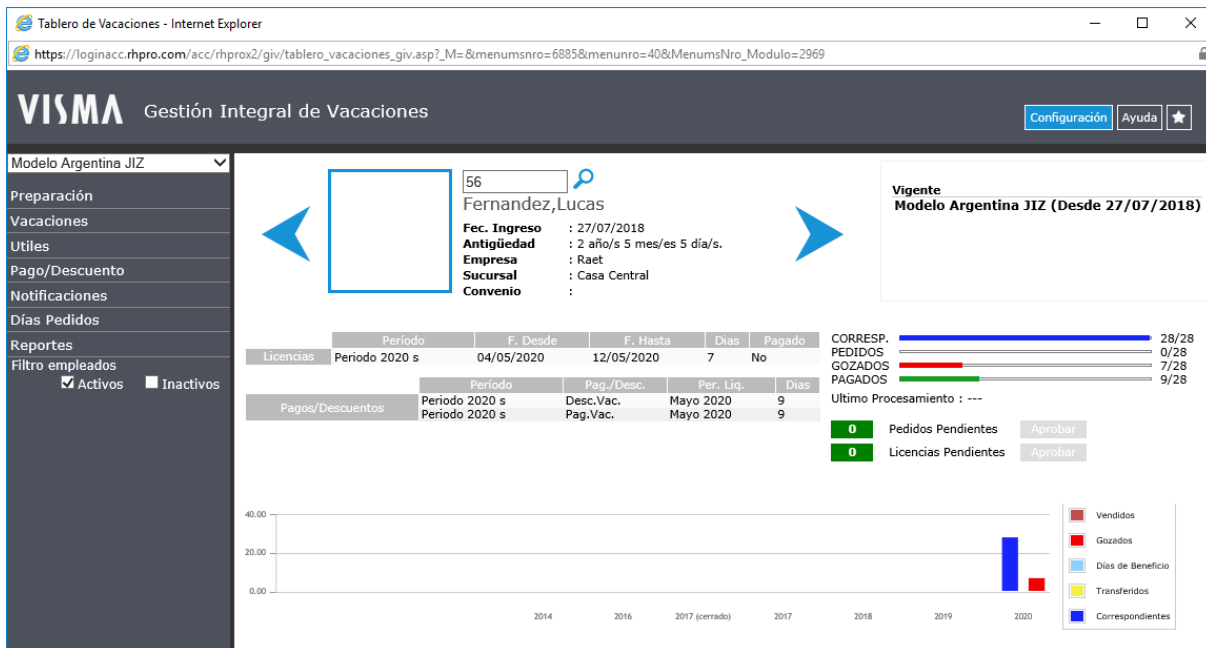 Tablero de Vacaciones - Internet Explorer
https://loginacc.rhpro.com/acc/rhprox2/giv/tablero_vacaciones_giv.asp?_M=&menumsnro=6885&menunro=40&MenumsNro_Modulo=2969
VISMA Gestión Integral de Vacaciones
Configuración Ayuda
Modelo Argentina JIZ
Preparación
Vacaciones
Utiles
Pago/Descuento
Notificaciones
Días Pedidos
Reportes
Filtro empleados
Activos Inactivos
56
Fernandez,Lucas
Fec. Ingreso : 27/07/2018
Antigüedad : 2 año/s 5 mes/es 5 día/s.
Empresa : Raet
Sucursal : Casa Central
Convenio :
Vigente
Modelo Argentina JIZ (Desde 27/07/2018)
Período F. Desde F. Hasta Dias Pagado
Licencias Periodo 2020 s 04/05/2020 12/05/2020 7 No
Período Pag./Desc. Per. Liq. Dias
Pagos/Descuentos Periodo 2020 s Desc.Vac. Mayo 2020 9
Periodo 2020 s Pag.Vac. Mayo 2020 9
CORRESP. 28/28
PEDIDOS 0/28
GOZADOS 7/28
PAGADOS 9/28
Ultimo Procesamiento : ---
0 Pedidos Pendientes Aprobar
0 Licencias Pendientes Aprobar
40.00
20.00
0.00
2014 2016 2017 (cerrado) 2017 2018 2019 2020
Vendidos
Gozados
Días de Beneficio
Transferidos
Correspondientes